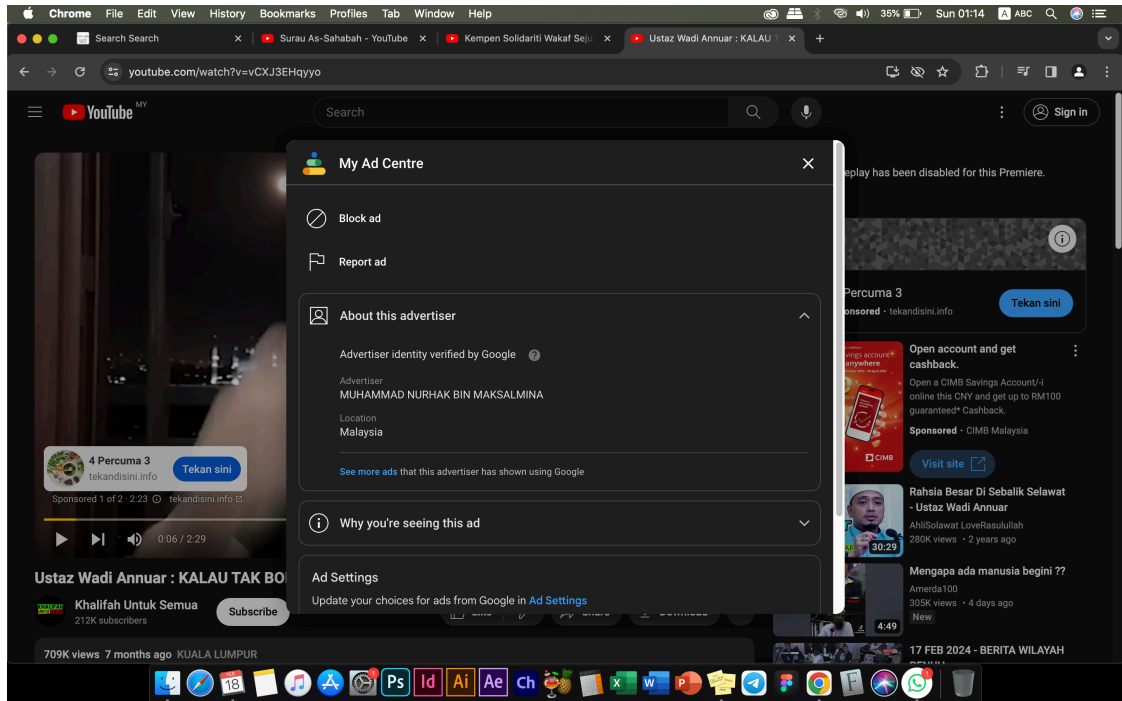 Chrome File Edit View History Bookmarks Profiles Tab Window Help
35% Sun 01:14 A ABC
Search Search
Surau As-Sahabah - YouTube
Kempen Solidariti Wakaf Seju
Ustaz Wadi Annuar : KALAU T
youtube.com/watch?v=vCXJ3EHqyyo
YouTube MY
Search
Sign in
My Ad Centre
Block ad
Report ad
About this advertiser
Advertiser identity verified by Google
Advertiser
MUHAMMAD NURHAK BIN MAKSALMINA
Location
Malaysia
See more ads that this advertiser has shown using Google
Why you're seeing this ad
Ad Settings
Update your choices for ads from Google in Ad Settings
4 Percuma 3
tekandisini.info
Tekan sini
Sponsored 1 of 2 · 2:23 tekandisini.info
0:06 / 2:29
Ustaz Wadi Annuar : KALAU TAK BO
Khalifah Untuk Semua
212K subscribers
Subscribe
Like
Share
Download
709K views 7 months ago KUALA LUMPUR
eplay has been disabled for this Premiere.
Percuma 3
onsored · tekandisini.info
Tekan sini
Open account and get
cashback.
Open a CIMB Savings Account/-i
online this CNY and get up to RM100
guaranteed* Cashback.
Sponsored · CIMB Malaysia
Visit site
CIMB
Rahsia Besar Di Sebalik Selawat
- Ustaz Wadi Annuar
AhliSolawat LoveRasulullah
280K views • 2 years ago
30:29
Mengapa ada manusia begini ??
Amerda100
305K views • 4 days ago
New
4:49
17 FEB 2024 - BERITA WILAYAH
18
Ps Id Ai Ae Ch